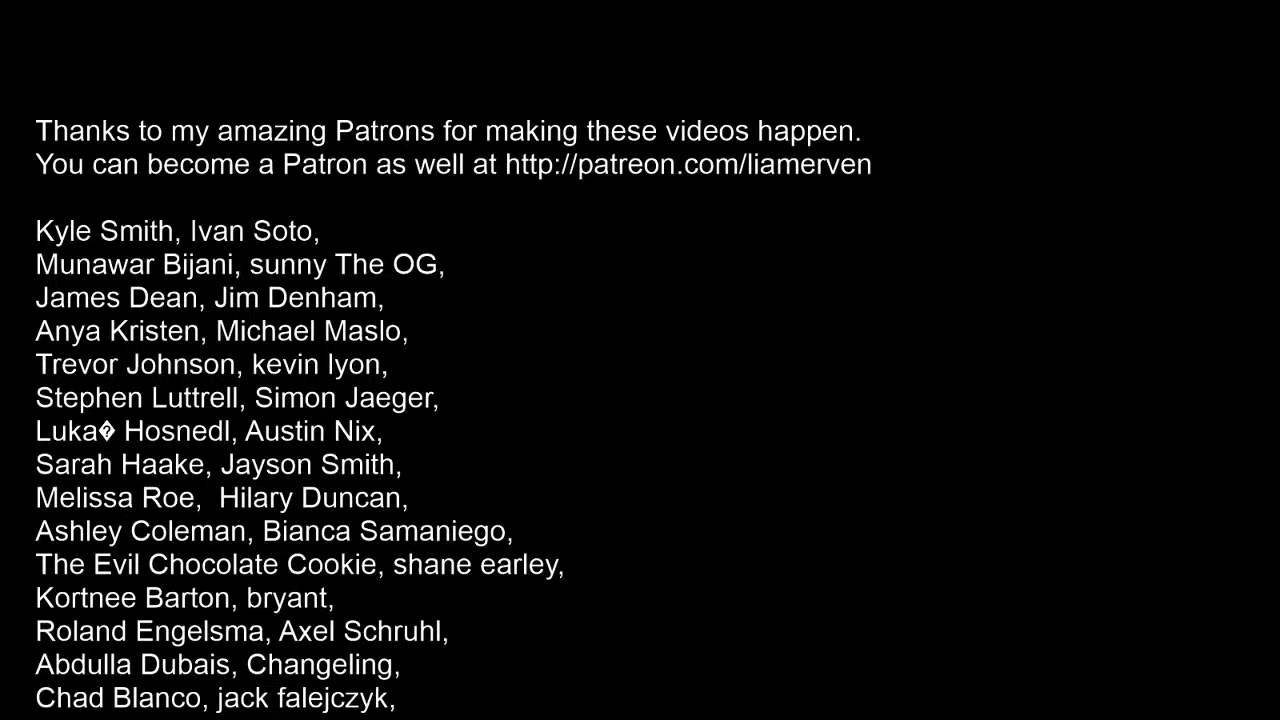 Thanks to my amazing Patrons for making these videos happen.
You can become a Patron as well at http://patreon.com/liamerven
Kyle Smith, Ivan Soto,
Munawar Bijani, sunny The OG,
James Dean, Jim Denham,
Anya Kristen, Michael Maslo,
Trevor Johnson, kevin lyon,
Stephen Luttrell, Simon Jaeger,
Luka� Hosnedl, Austin Nix,
Sarah Haake, Jayson Smith,
Melissa Roe,  Hilary Duncan,
Ashley Coleman, Bianca Samaniego,
The Evil Chocolate Cookie, shane earley,
Kortnee Barton, bryant,
Roland Engelsma, Axel Schruhl,
Abdulla Dubais, Changeling,
Chad Blanco, jack falejczyk,